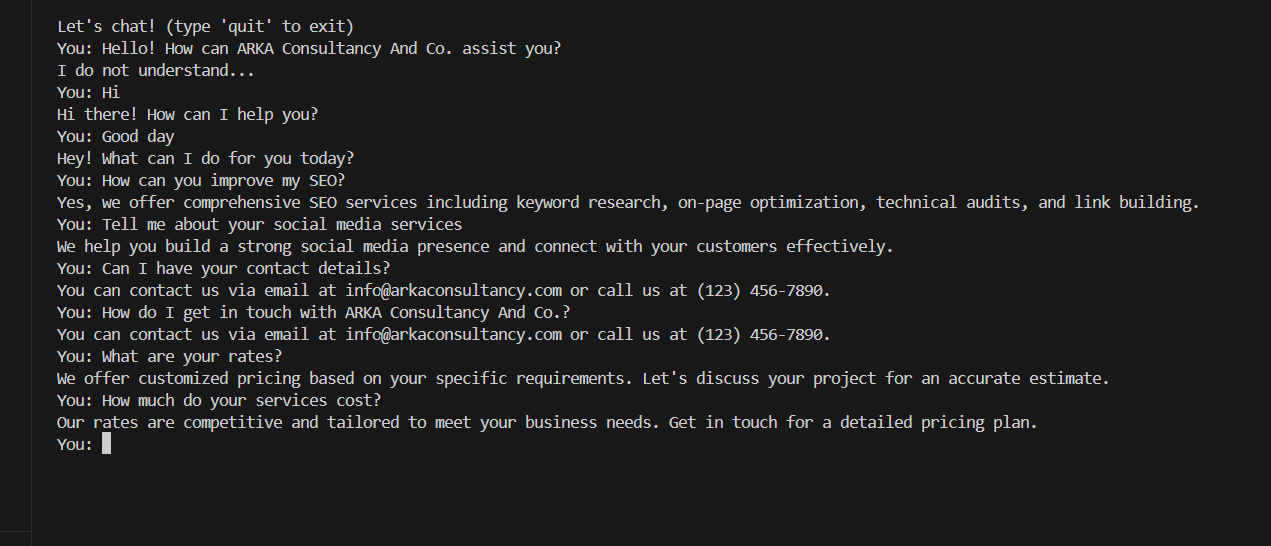 Let's chat! (type 'quit' to exit)
You: Hello! How can ARKA Consultancy And Co. assist you?
I do not understand...
You: Hi
Hi there! How can I help you?
You: Good day
Hey! What can I do for you today?
You: How can you improve my SEO?
Yes, we offer comprehensive SEO services including keyword research, on-page optimization, technical audits, and link building.
You: Tell me about your social media services
We help you build a strong social media presence and connect with your customers effectively.
You: Can I have your contact details?
You can contact us via email at info@arkaconsultancy.com or call us at (123) 456-7890.
You: How do I get in touch with ARKA Consultancy And Co.?
You can contact us via email at info@arkaconsultancy.com or call us at (123) 456-7890.
You: What are your rates?
We offer customized pricing based on your specific requirements. Let's discuss your project for an accurate estimate.
You: How much do your services cost?
Our rates are competitive and tailored to meet your business needs. Get in touch for a detailed pricing plan.
You: